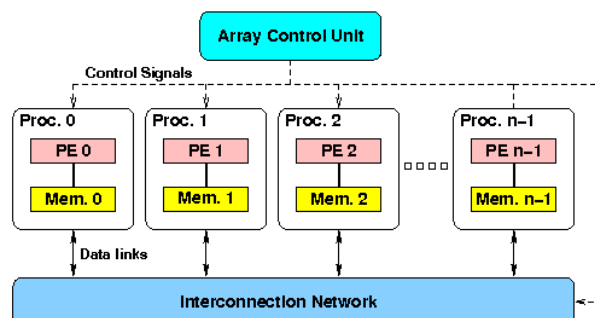 Array Control Unit
Control Signals
Proc. 0
Proc. 1
Proc. 2
Proc. n-1
PE 0
PE 1
PE 2
PE n-1
Mem. 0
Mem. 1
Mem. 2
Mem. n-1
Data links
Interconnection Network